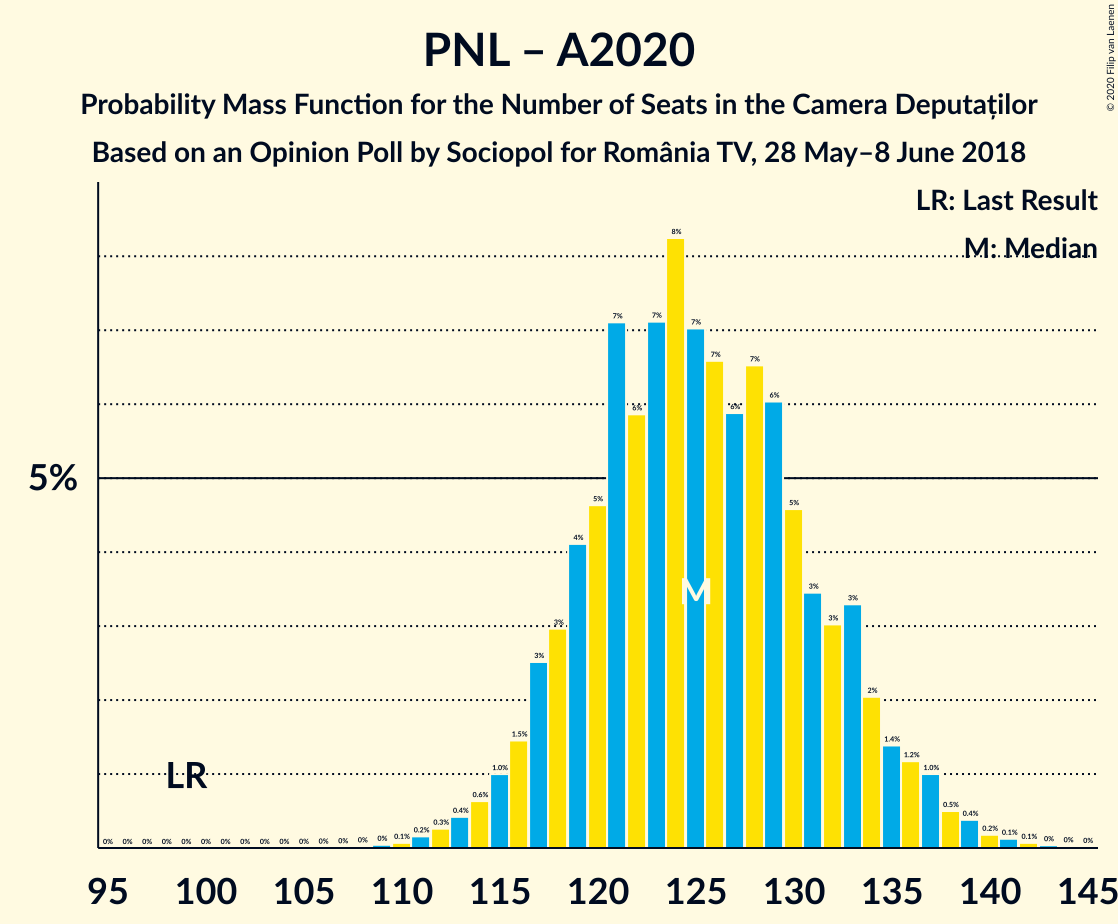 PNL – A2020
Probability Mass Function for the Number of Seats in the Camera Deputaților
Based on an Opinion Poll by Sociopol for România TV, 28 May–8 June 2018
© 2020 Filip van Laenen
LR: Last Result
M: Median
5%
LR
M
0% 0% 0% 0% 0% 0% 0% 0% 0% 0% 0% 0% 0% 0% 0% 0.1% 0.2% 0.3% 0.4% 0.6% 1.0% 1.5% 3% 3% 4% 5% 7% 6% 7% 8% 7% 7% 6% 7% 6% 5% 3% 3% 3% 2% 1.4% 1.2% 1.0% 0.5% 0.4% 0.2% 0.1% 0.1% 0% 0% 0%
95 100 105 110 115 120 125 130 135 140 145